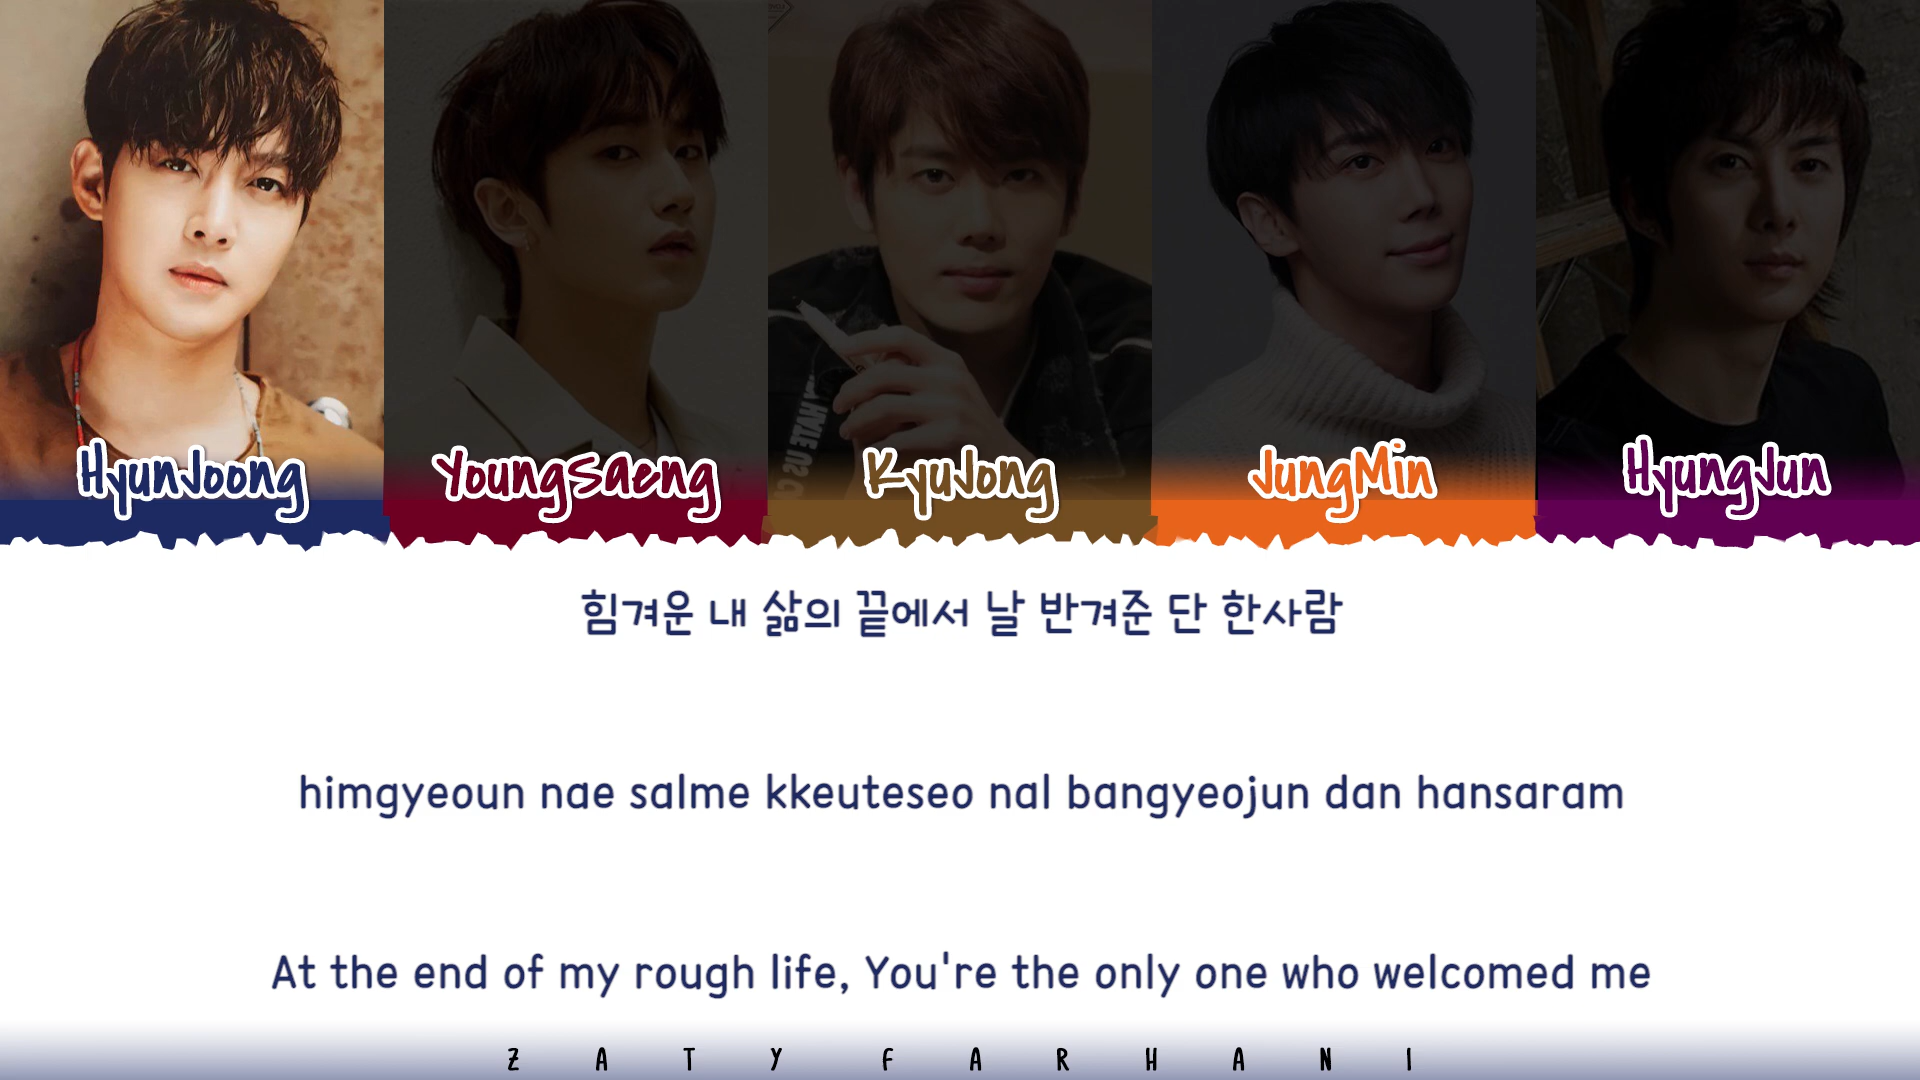 HyunJoong YoungSaeng KyuJong JungMin HyungJun
힘겨운 내 삶의 끝에서 날 반겨준 단 한사람
himgyeoun nae salme kkeuteseo nal bangyeojun dan hansaram
At the end of my rough life, You're the only one who welcomed me
ZATY FARHANI